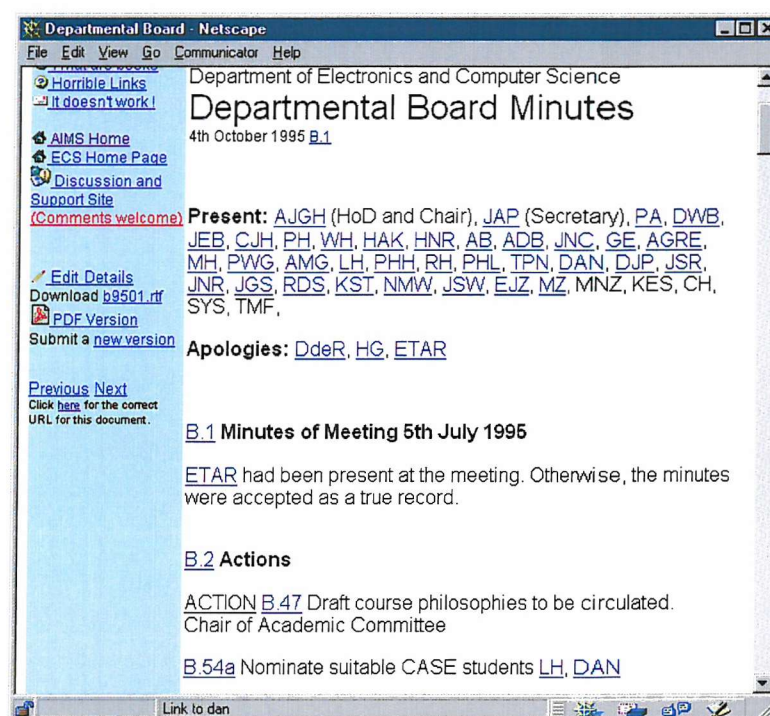 Departmental Board - Netscape
File Edit View Go Communicator Help
Horrible Links
It doesn't work!
AIMS Home
ECS Home Page
Discussion and
Support Site
(Comments welcome)
Edit Details
Download b9501.rtf
PDF Version
Submit a new version
Previous Next
Click here for the correct
URL for this document.
Department of Electronics and Computer Science
Departmental Board Minutes
4th October 1995 B.1
Present: AJGH (HoD and Chair), JAP (Secretary), PA, DWB,
JEB, CJH, PH, WH, HAK, HNR, AB, ADB, JNC, GE, AGRE,
MH, PWG, AMG, LH, PHH, RH, PHL, TPN, DAN, DJP, JSR,
JNR, JGS, RDS, KST, NMW, JSW, EJZ, MZ, MNZ, KES, CH,
SYS, TMF,
Apologies: DdeR, HG, ETAR
B.1 Minutes of Meeting 5th July 1995
ETAR had been present at the meeting. Otherwise, the minutes
were accepted as a true record.
B.2 Actions
ACTION B.47 Draft course philosophies to be circulated.
Chair of Academic Committee
B.54a Nominate suitable CASE students LH, DAN
Link to dan